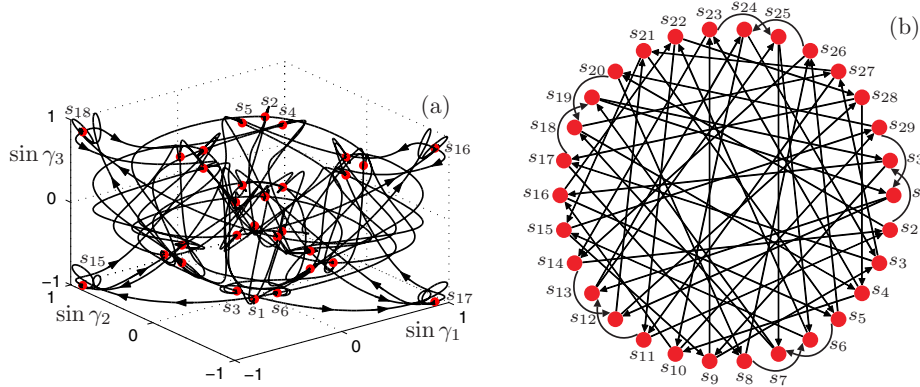 (a)
s18
s5
s2
s4
s16
1
0
−1
sin γ3
s15
s3
s1
s6
s17
1
sin γ2
0
−1
−1
0
sin γ1
1
(b)
s24
s23
s25
s22
s26
s21
s27
s20
s28
s19
s29
s18
s17
s16
s15
s2
s14
s3
s13
s4
s12
s5
s11
s6
s10
s9
s8
s7